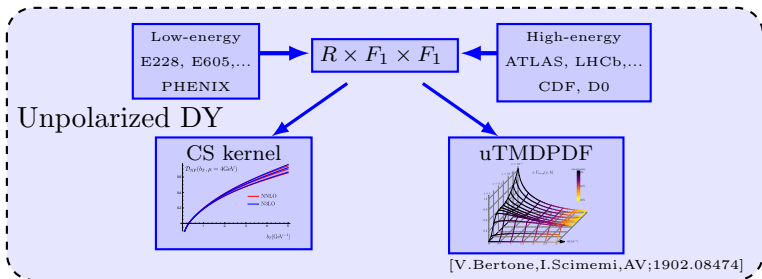 Low-energy
E228, E605,...
PHENIX
R × F₁ × F₁
High-energy
ATLAS, LHCb,...
CDF, D0
Unpolarized DY
CS kernel
NNLO
N3LO
uTMDPDF
[V.Bertone,I.Scimemi,AV;1902.08474]